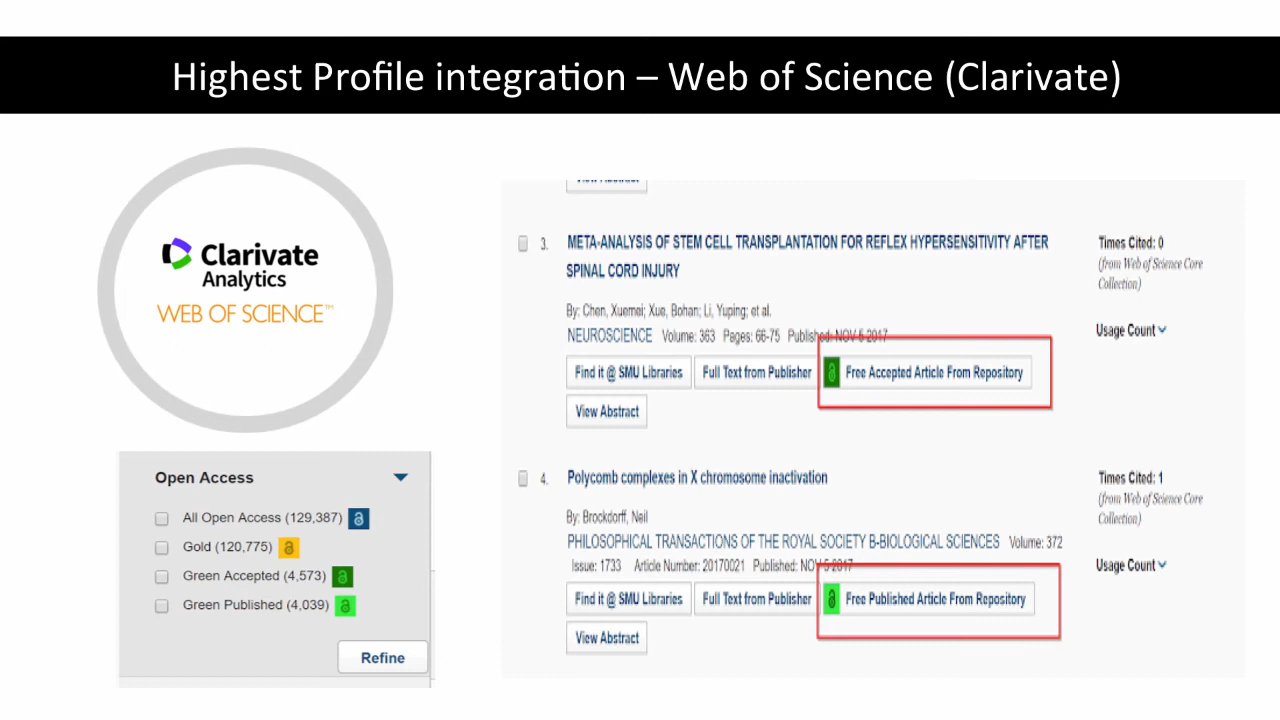 Highest Profile integration – Web of Science (Clarivate)
Clarivate
Analytics
WEB OF SCIENCE™
Open Access
All Open Access (129,387)
Gold (120,775)
Green Accepted (4,573)
Green Published (4,039)
Refine
View Abstract
3. META-ANALYSIS OF STEM CELL TRANSPLANTATION FOR REFLEX HYPERSENSITIVITY AFTER
SPINAL CORD INJURY
By: Chen, Xuemei; Xue, Bohan; Li, Yuping; et al.
NEUROSCIENCE Volume: 363 Pages: 66-75 Published: NOV 5 2017
Find it @ SMU Libraries Full Text from Publisher Free Accepted Article From Repository
View Abstract
Times Cited: 0
(from Web of Science Core
Collection)
Usage Count
4. Polycomb complexes in X chromosome inactivation
By: Brockdorff, Neil
PHILOSOPHICAL TRANSACTIONS OF THE ROYAL SOCIETY B-BIOLOGICAL SCIENCES Volume: 372
Issue: 1733 Article Number: 20170021 Published: NOV 5 2017
Find it @ SMU Libraries Full Text from Publisher Free Published Article From Repository
View Abstract
Times Cited: 1
(from Web of Science Core
Collection)
Usage Count